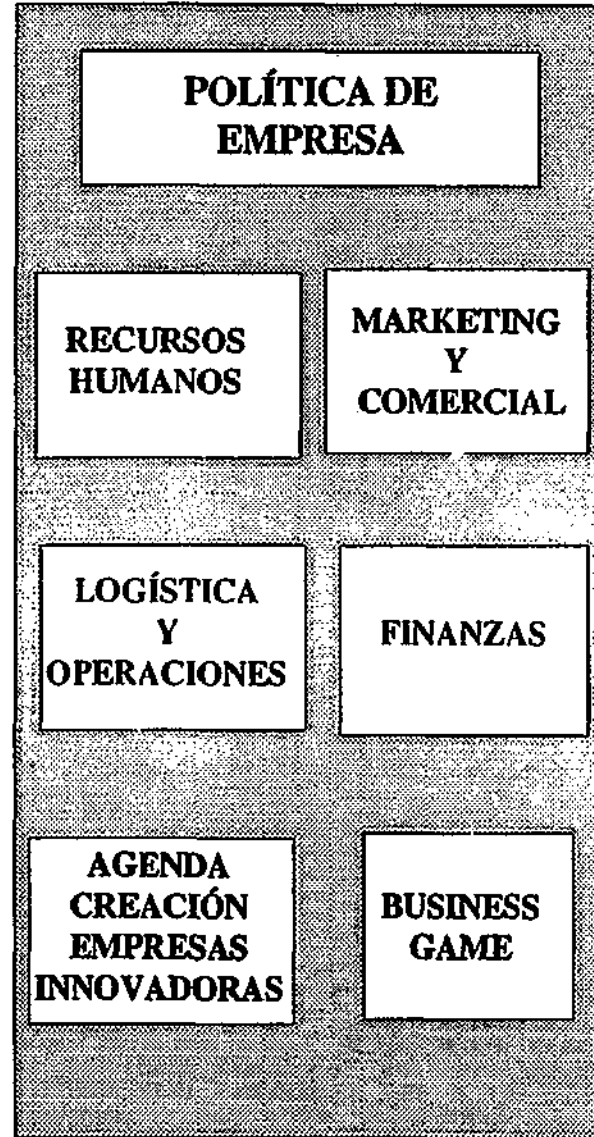 POLÍTICA DE
EMPRESA
RECURSOS
HUMANOS
MARKETING
Y
COMERCIAL
LOGÍSTICA
Y
OPERACIONES
FINANZAS
AGENDA
CREACIÓN
EMPRESAS
INNOVADORAS
BUSINESS
GAME